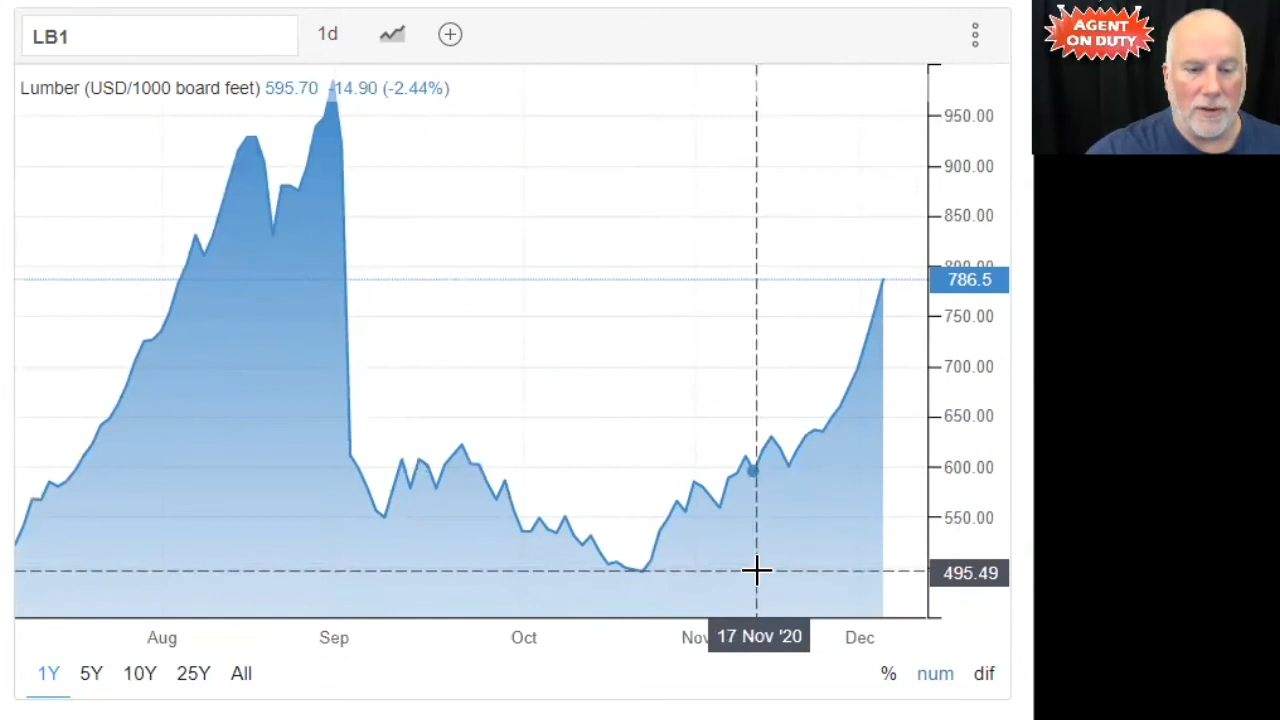 LB1
1d
Lumber (USD/1000 board feet) 595.70 -14.90 (-2.44%)
950.00
900.00
850.00
800.00
786.5
750.00
700.00
650.00
600.00
550.00
495.49
Aug
Sep
Oct
Nov
17 Nov '20
Dec
1Y
5Y
10Y
25Y
All
%
num
dif
AGENT
ON DUTY